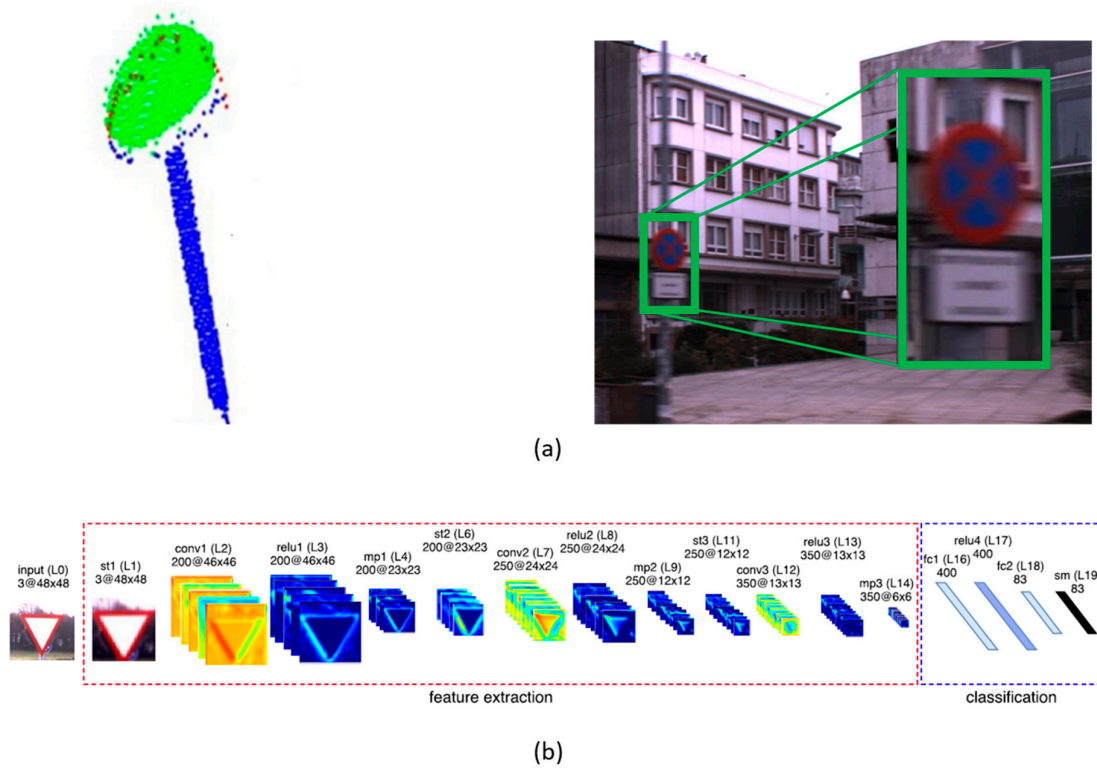 (a)
input (L0)
3@48x48
st1 (L1)
3@48x48
conv1 (L2)
200@46x46
relu1 (L3)
200@46x46
mp1 (L4)
200@23x23
st2 (L6)
200@23x23
conv2 (L7)
250@24x24
relu2 (L8)
250@24x24
mp2 (L9)
250@12x12
st3 (L11)
250@12x12
conv3 (L12)
350@13x13
relu3 (L13)
350@13x13
mp3 (L14)
350@6x6
fc1 (L16)
400
relu4 (L17)
400
fc2 (L18)
83
sm (L19)
83
feature extraction
classification
(b)